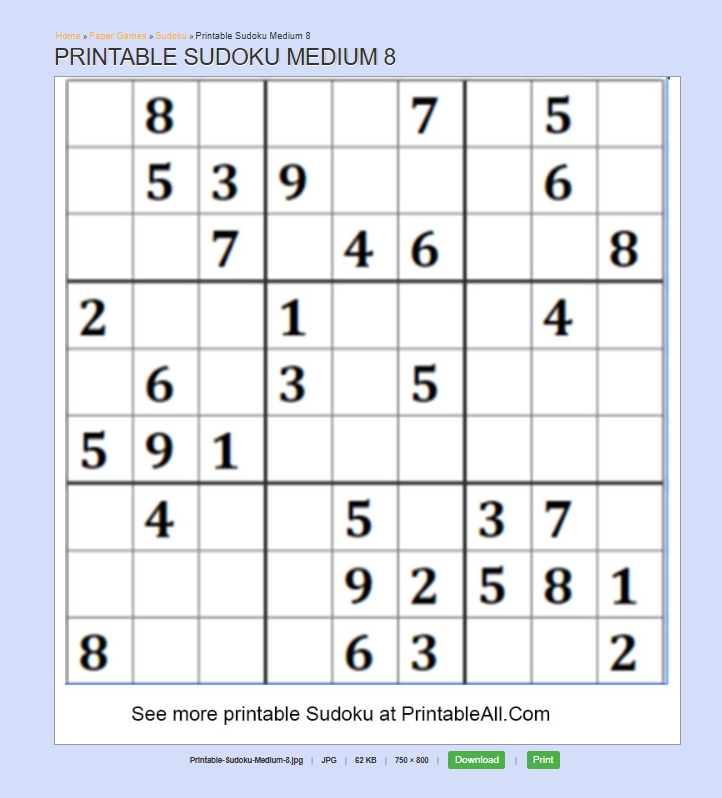 Home » Paper Games » Sudoku » Printable Sudoku Medium 8
PRINTABLE SUDOKU MEDIUM 8
8 7 5
5 3 9 6
7 4 6 8
2 1 4
6 3 5
5 9 1
4 5 3 7
9 2 5 8 1
8 6 3 2
See more printable Sudoku at PrintableAll.Com
Printable-Sudoku-Medium-8.jpg | JPG | 62 KB | 750 × 800 | Download | Print